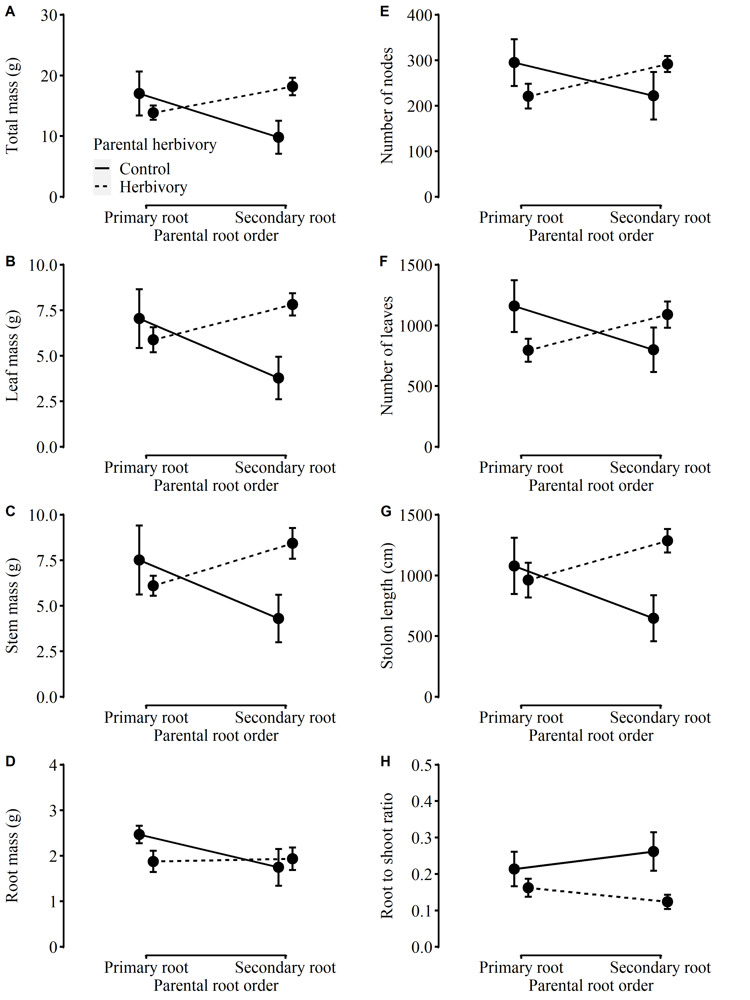 A
Total mass (g)
30
20
10
0
Parental herbivory
Control
Herbivory
Primary root
Secondary root
Parental root order
E
Number of nodes
400
300
200
100
0
Primary root
Secondary root
Parental root order
B
Leaf mass (g)
10.0
7.5
5.0
2.5
0.0
Primary root
Secondary root
Parental root order
F
Number of leaves
1500
1000
500
0
Primary root
Secondary root
Parental root order
C
Stem mass (g)
10.0
7.5
5.0
2.5
0.0
Primary root
Secondary root
Parental root order
G
Stolon length (cm)
1500
1000
500
0
Primary root
Secondary root
Parental root order
D
Root mass (g)
4
3
2
1
0
Primary root
Secondary root
Parental root order
H
Root to shoot ratio
0.5
0.4
0.3
0.2
0.1
0.0
Primary root
Secondary root
Parental root order